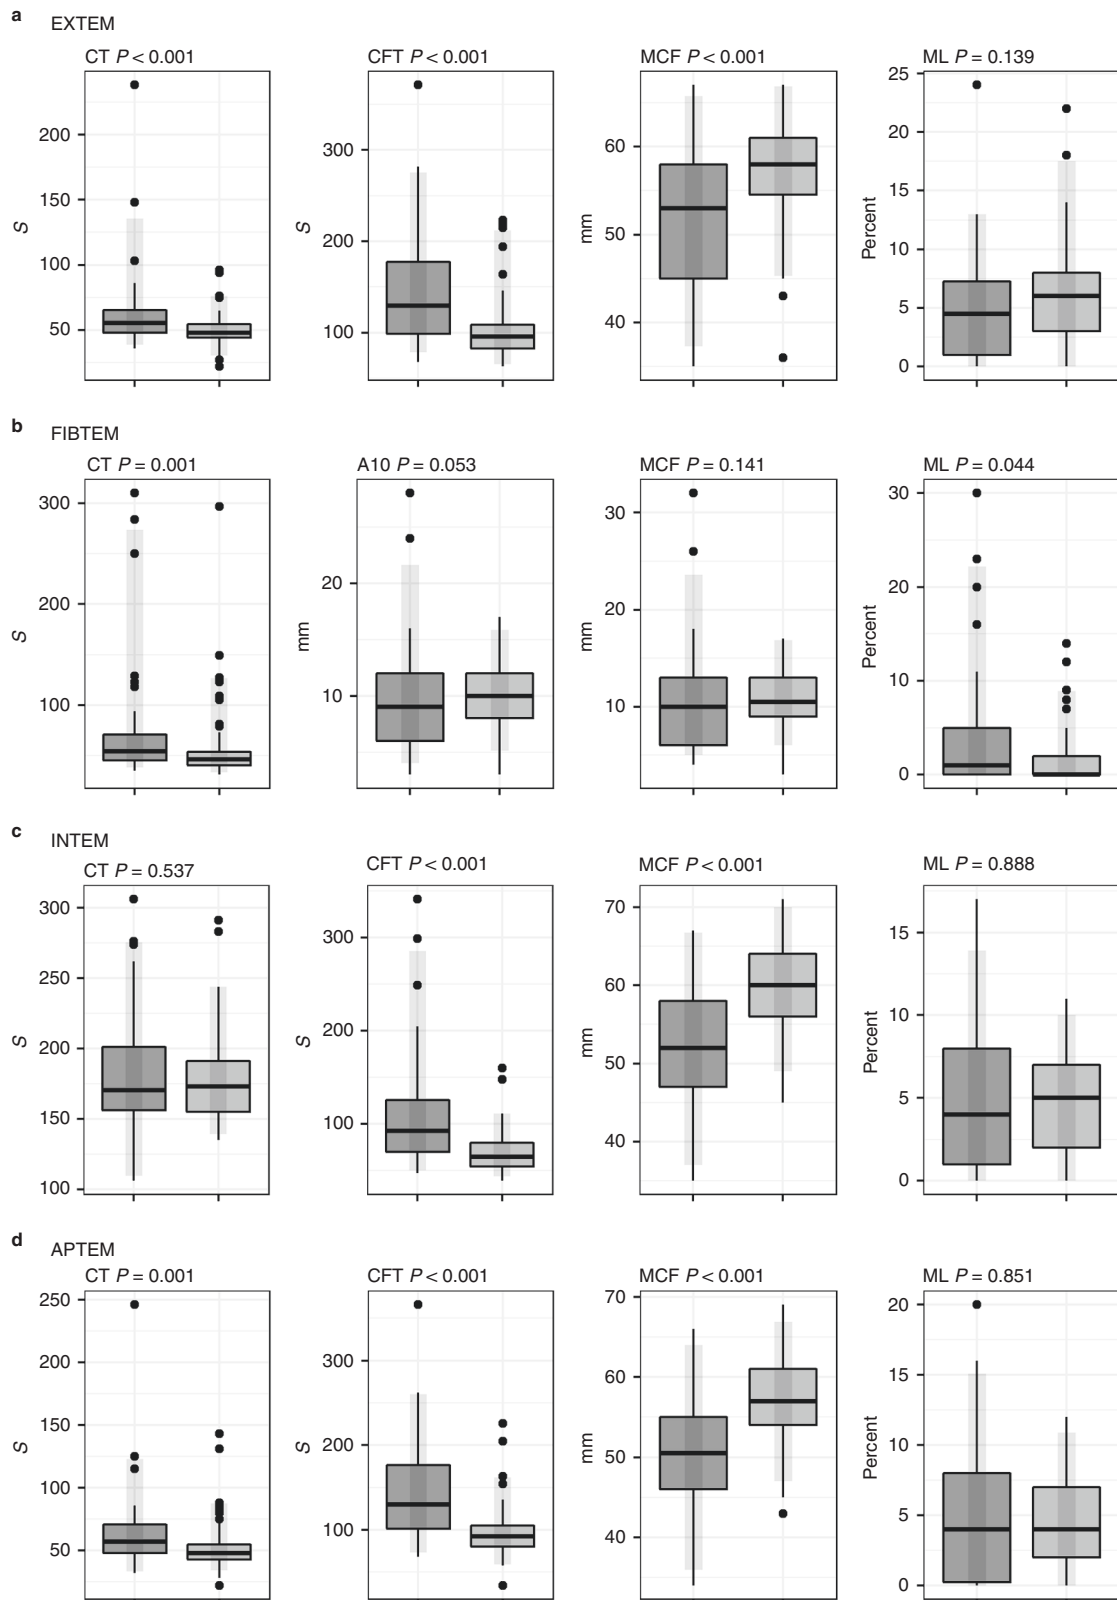 a
EXTEM
CT P < 0.001
CFT P < 0.001
MCF P < 0.001
ML P = 0.139
S
200
150
100
50
S
300
200
100
mm
60
50
40
Percent
25
20
15
10
5
0
b
FIBTEM
CT P = 0.001
A10 P = 0.053
MCF P = 0.141
ML P = 0.044
S
300
200
100
mm
20
10
mm
30
20
10
Percent
30
20
10
0
c
INTEM
CT P = 0.537
CFT P < 0.001
MCF P < 0.001
ML P = 0.888
S
300
250
200
150
100
S
300
200
100
mm
70
60
50
40
Percent
15
10
5
0
d
APTEM
CT P = 0.001
CFT P < 0.001
MCF P < 0.001
ML P = 0.851
S
250
200
150
100
50
S
300
200
100
mm
70
60
50
40
Percent
20
15
10
5
0